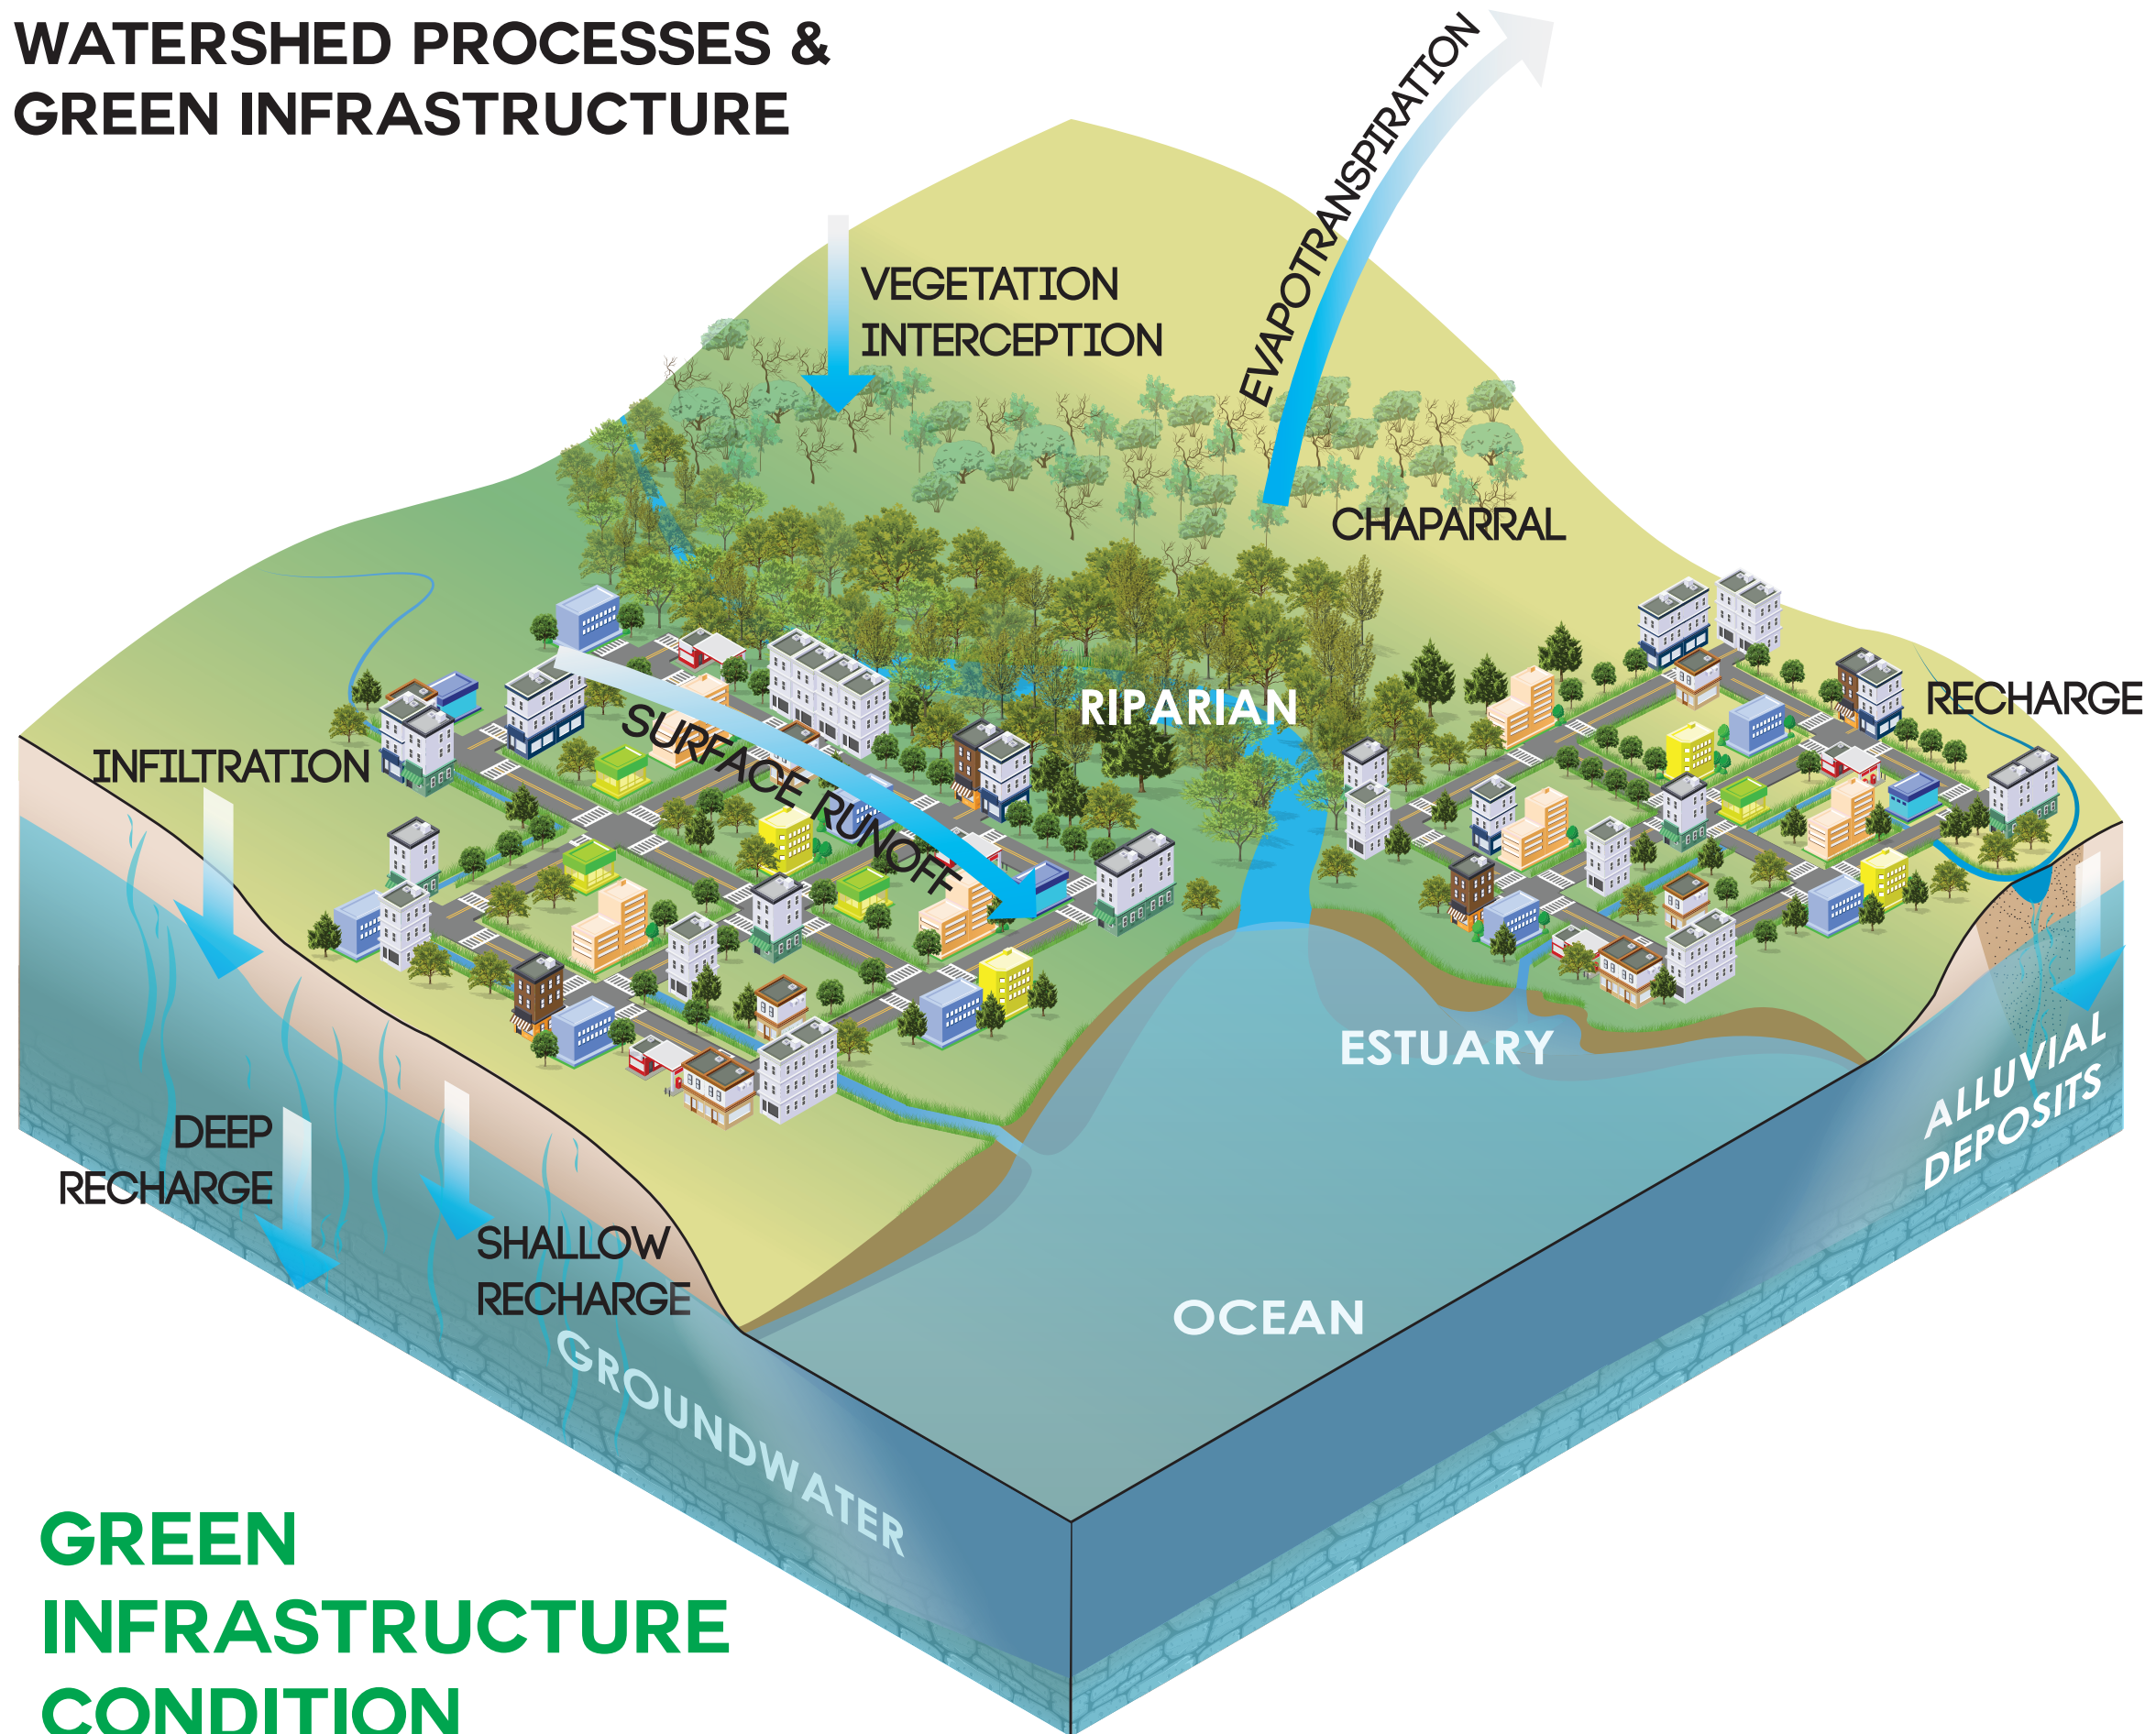 WATERSHED PROCESSES &
GREEN INFRASTRUCTURE
EVAPOTRANSPIRATION
VEGETATION
INTERCEPTION
CHAPARRAL
RIPARIAN
RECHARGE
SURFACE RUNOFF
INFILTRATION
ESTUARY
ALLUVIAL
DEPOSITS
DEEP
RECHARGE
SHALLOW
RECHARGE
OCEAN
GROUNDWATER
GREEN
INFRASTRUCTURE
CONDITION